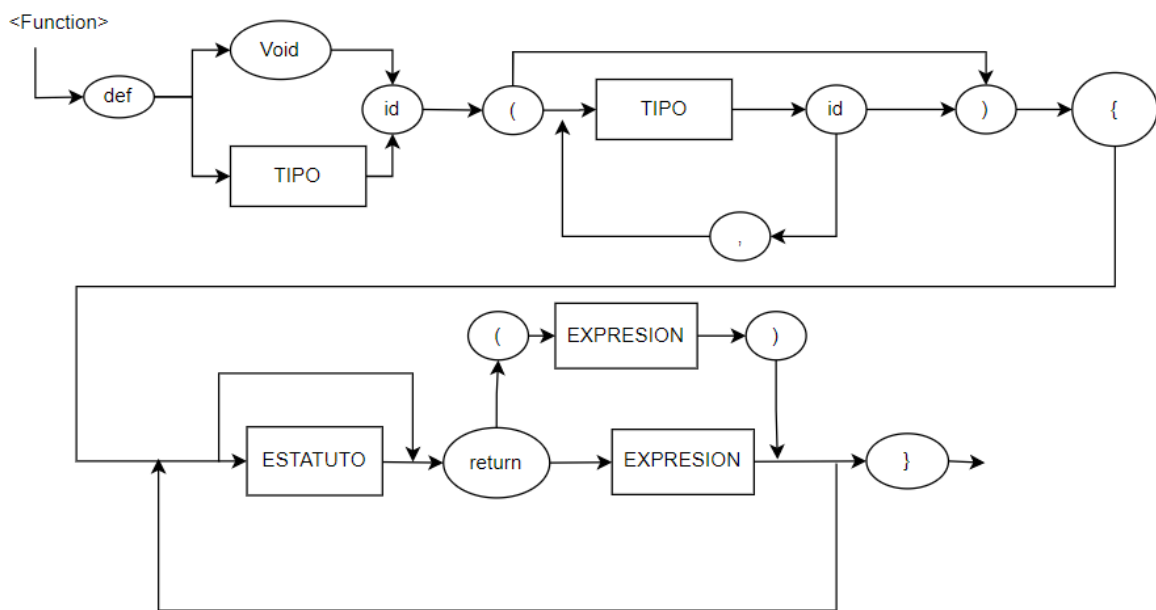 <Function>
def
Void
TIPO
id
(
TIPO
id
,
)
{
ESTATUTO
return
(
EXPRESION
)
EXPRESION
}